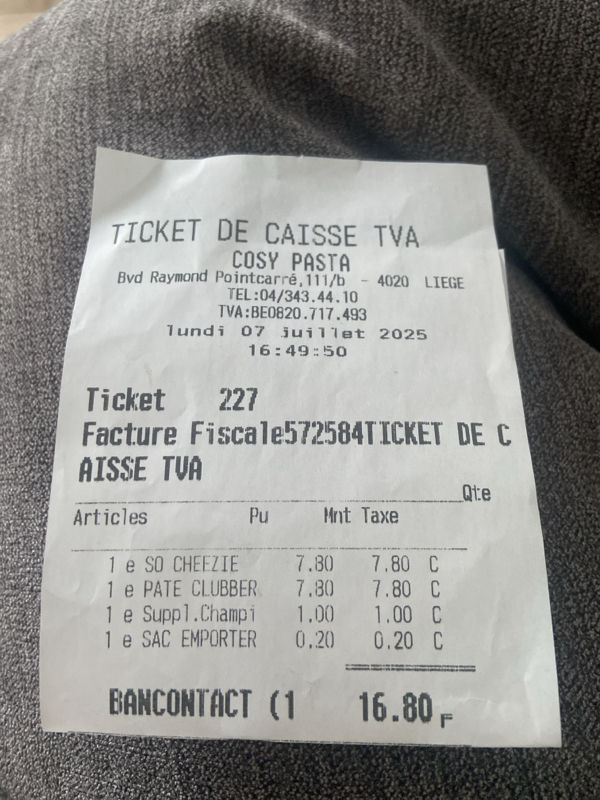 TICKET DE CAISSE TVA
COSY PASTA
Bvd Raymond Pointcarré,111/b - 4020 LIEGE
TEL:04/343.44.10
TVA:BE0820.717.493
lundi 07 juillet 2025
16:49:50
Ticket 227
Facture Fiscale572584TICKET DE C
AISSE TVA
Qte
Articles Pu Mnt Taxe
1 e SO CHEEZIE 7.80 7.80 C
1 e PATE CLUBBER 7.80 7.80 C
1 e Suppl.Champi 1.00 1.00 C
1 e SAC EMPORTER 0.20 0.20 C
BANCONTACT (1 16.80 F